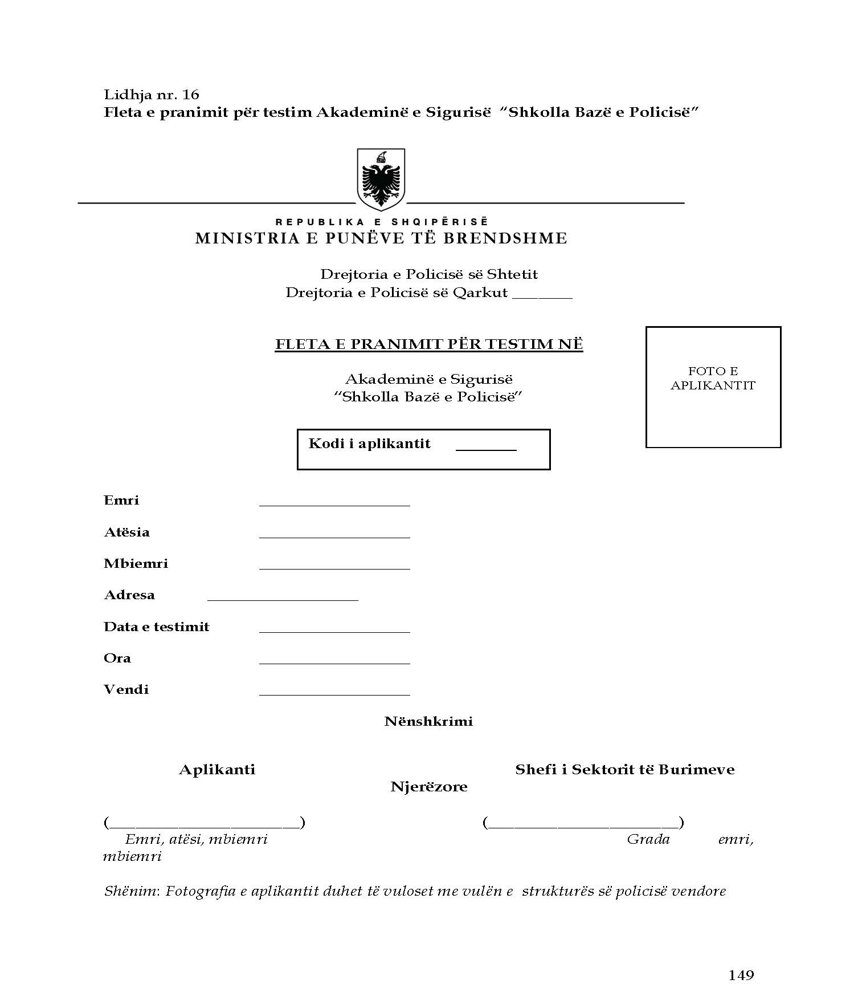 Lidhja nr. 16
Fleta e pranimit për testim Akademinë e Sigurisë “Shkolla Bazë e Policisë”
REPUBLIKA E SHQIPËRISË
MINISTRIA E PUNËVE TË BRENDSHME
Drejtoria e Policisë së Shtetit
Drejtoria e Policisë së Qarkut _______
FLETA E PRANIMIT PËR TESTIM NË
FOTO E
APLIKANTIT
Akademinë e Sigurisë
“Shkolla Bazë e Policisë”
Kodi i aplikantit _______
Emri ____________________
Atësia ____________________
Mbiemri ____________________
Adresa ____________________
Data e testimit ____________________
Ora ____________________
Vendi ____________________
Nënshkrimi
Aplikanti Shefi i Sektorit të Burimeve
Njerëzore
(______________________) (______________________)
Emri, atësi, mbiemri Grada emri,
mbiemri
Shënim: Fotografia e aplikantit duhet të vuloset me vulën e strukturës së policisë vendore
149